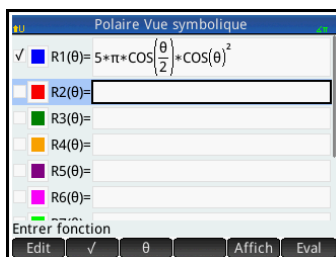 Polaire Vue symbolique
√ R1(θ)= 5*π*COS(θ/2)*COS(θ)²
R2(θ)=
R3(θ)=
R4(θ)=
R5(θ)=
R6(θ)=
Entrer fonction
Edit √ θ Affich Eval